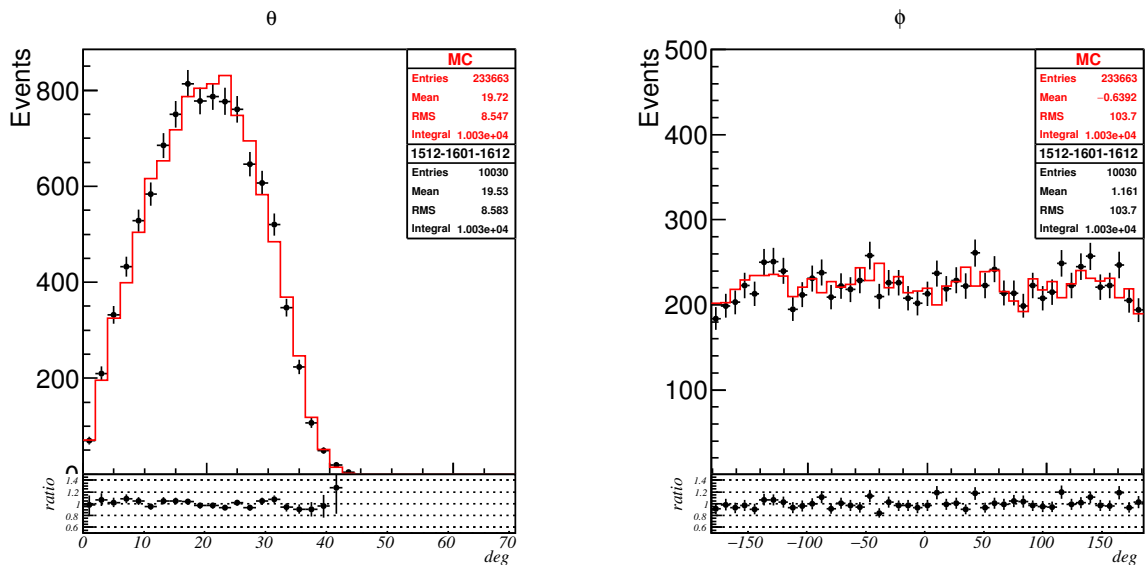 θ
Events
800
600
400
200
0
MC
Entries 233663
Mean 19.72
RMS 8.547
Integral 1.003e+04
1512-1601-1612
Entries 10030
Mean 19.53
RMS 8.583
Integral 1.003e+04
ratio
1.4
1.2
1
0.8
0.6
0 10 20 30 40 50 60 70
deg
ϕ
Events
500
400
300
200
100
MC
Entries 233663
Mean −0.6392
RMS 103.7
Integral 1.003e+04
1512-1601-1612
Entries 10030
Mean 1.161
RMS 103.7
Integral 1.003e+04
ratio
1.4
1.2
1
0.8
0.6
−150 −100 −50 0 50 100 150
deg